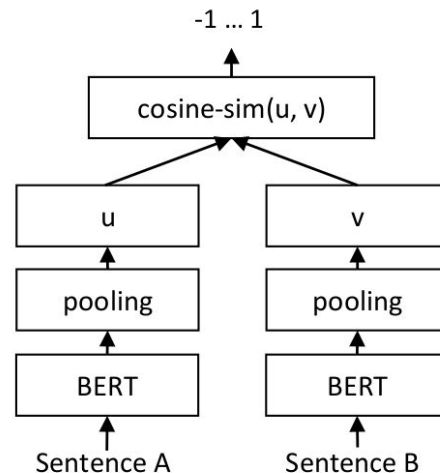 -1 … 1
cosine-sim(u, v)
u v
pooling pooling
BERT BERT
Sentence A Sentence B